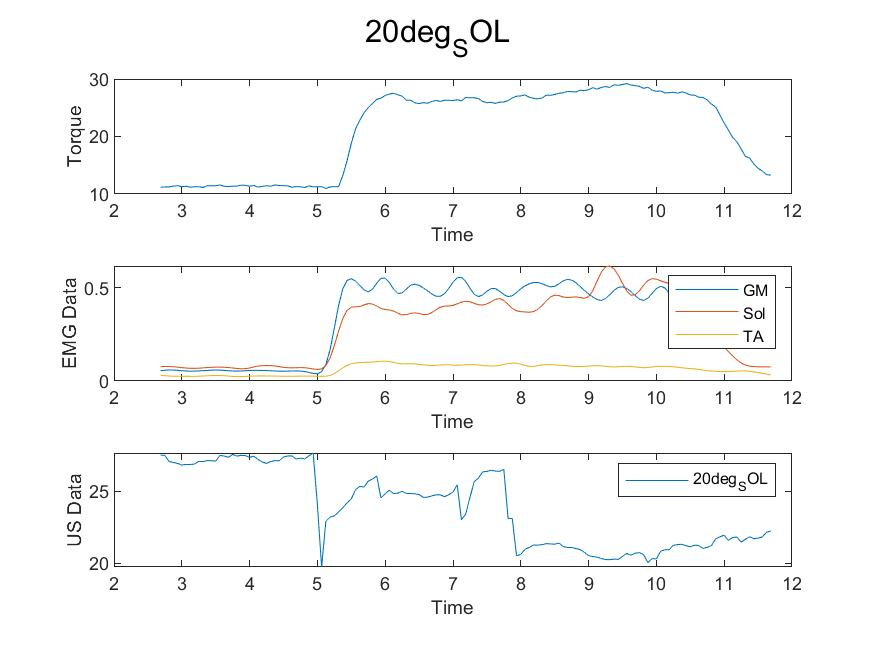 20deg_SOL
30
20
10
Torque
2 3 4 5 6 7 8 9 10 11 12
Time
0.5
0
EMG Data
GM
Sol
TA
2 3 4 5 6 7 8 9 10 11 12
Time
25
20
US Data
20deg_SOL
2 3 4 5 6 7 8 9 10 11 12
Time